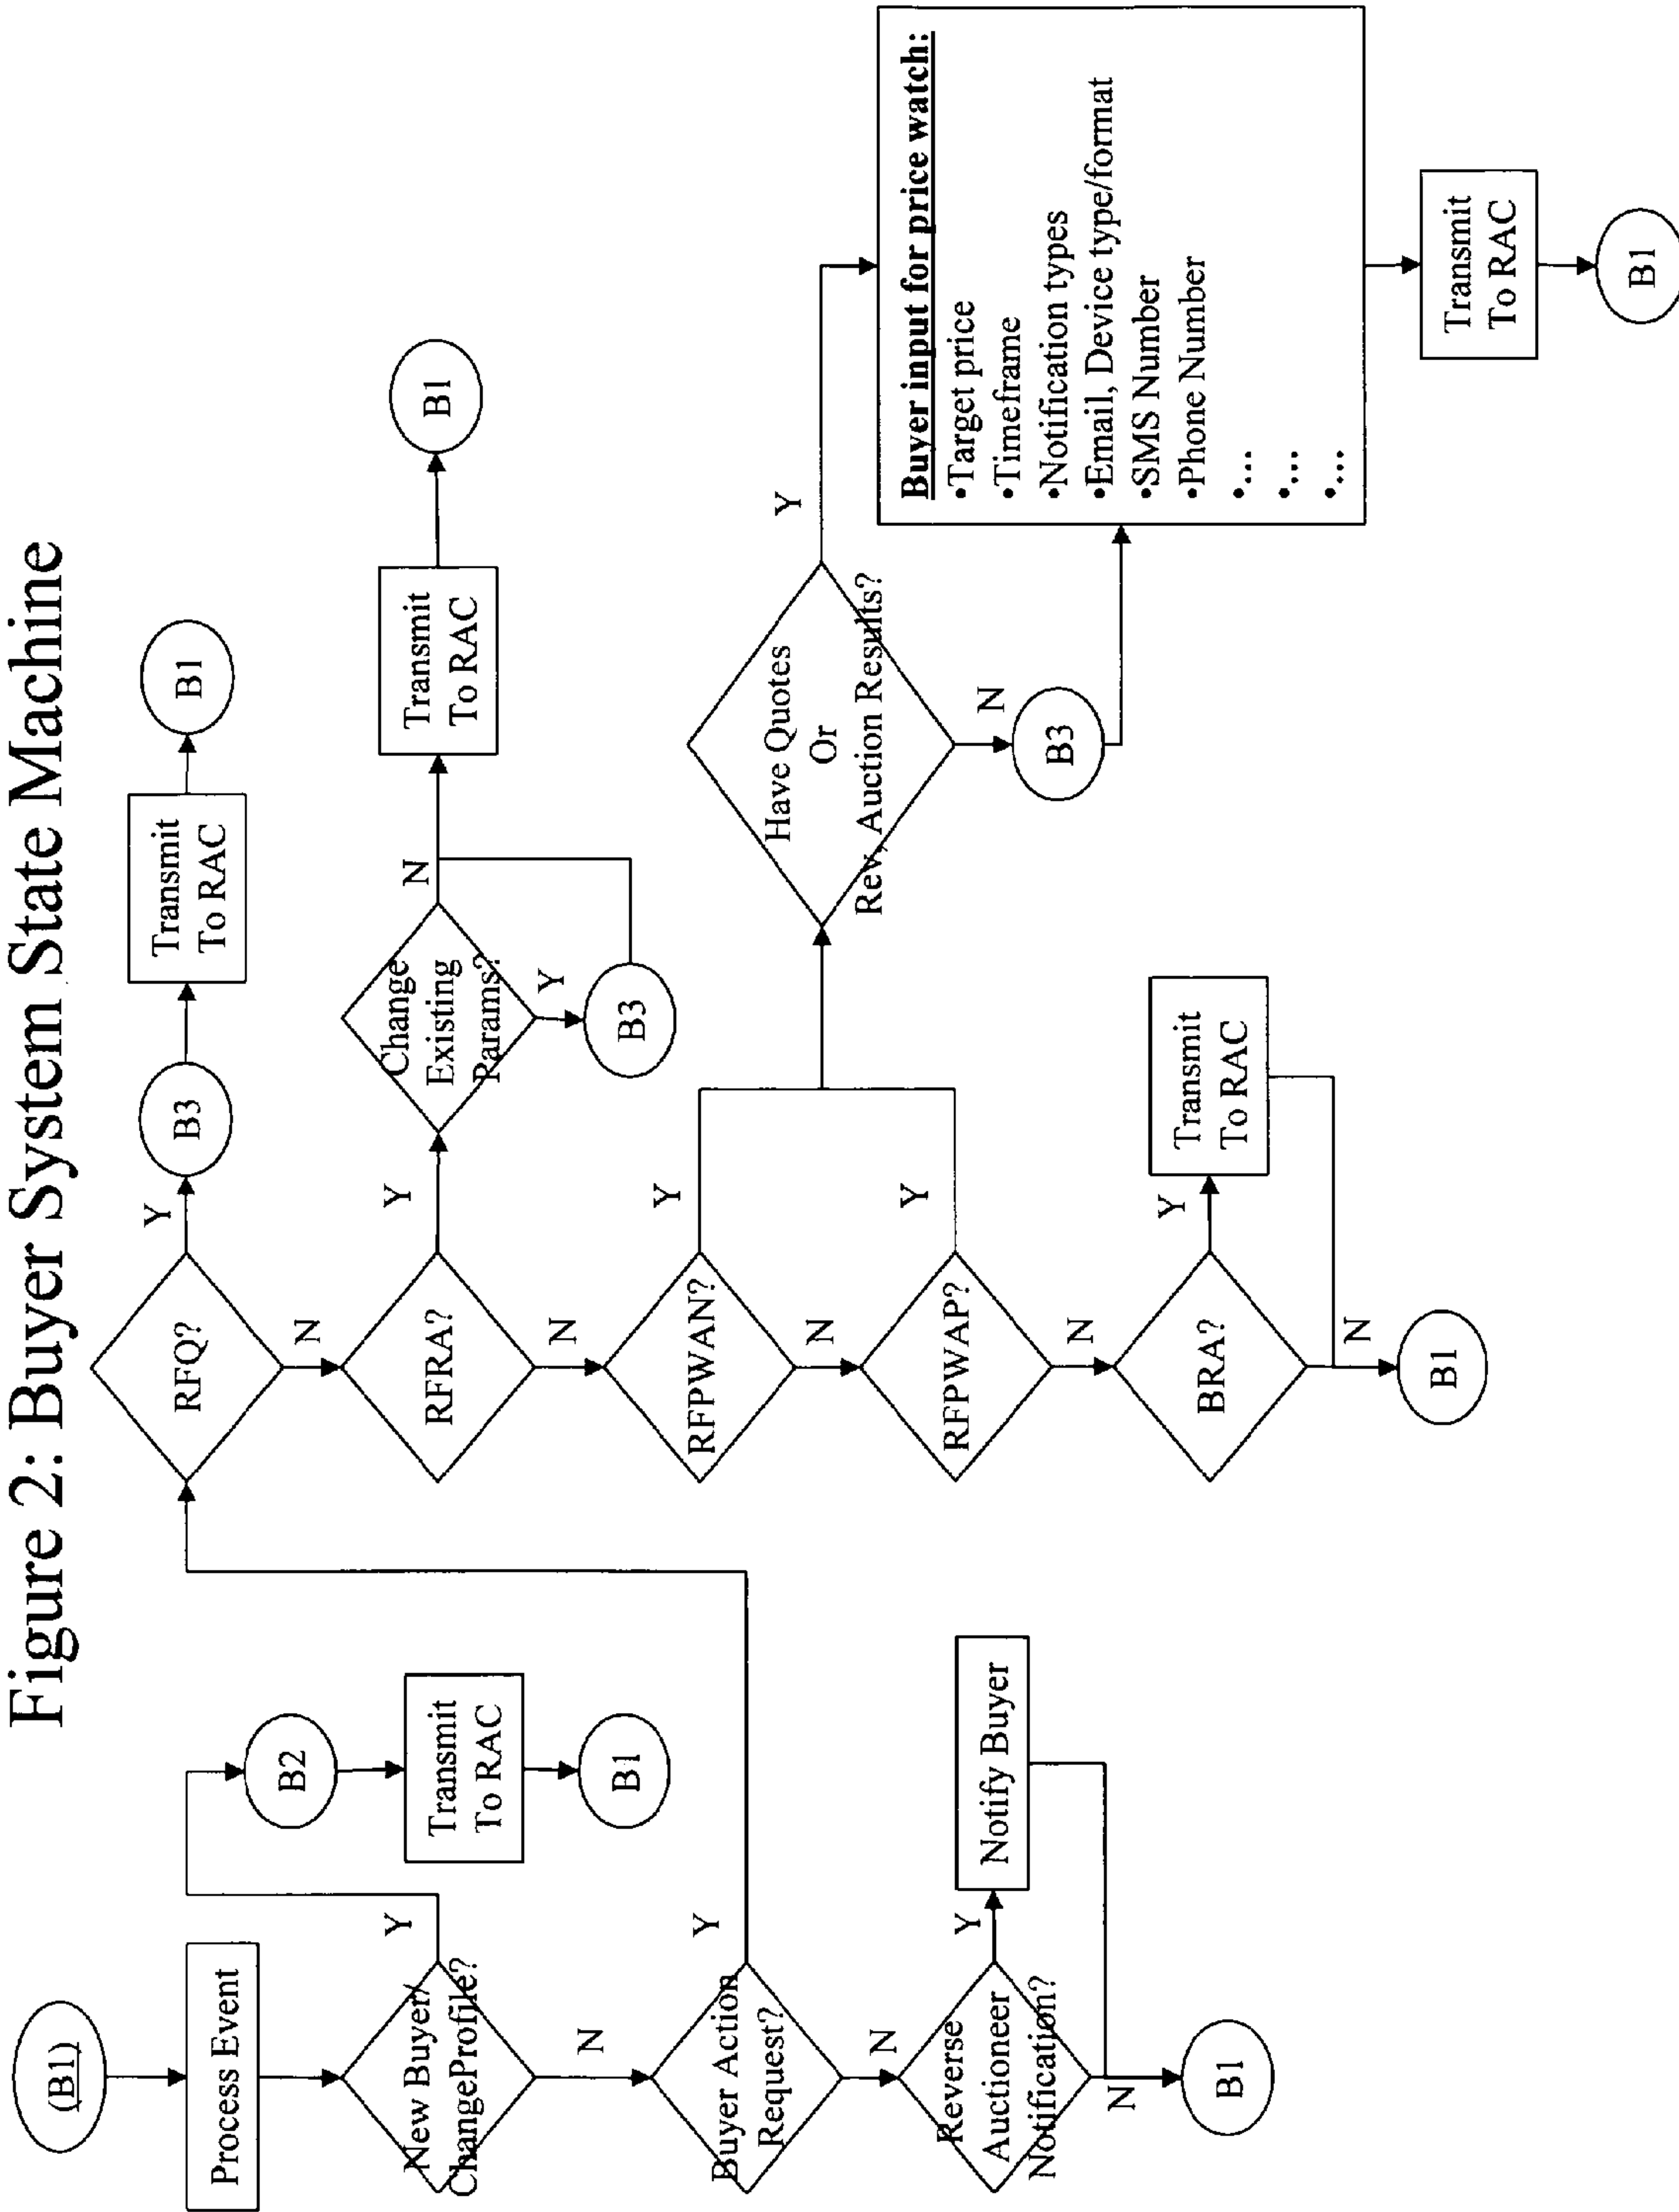 Figure 2: Buyer System State Machine
(B1)
Process Event
New Buyer/
ChangeProfile?
Y
N
B2
Transmit
To RAC
B1
Buyer Action
Request?
Y
N
Reverse
Auctioneer
Notification?
Y
N
Notify Buyer
B1
RFQ?
Y
N
B3
Transmit
To RAC
B1
RFRA?
Y
N
Change
Existing
Params?
N
Y
B3
Transmit
To RAC
B1
RFPWAN?
Y
N
RFPWAP?
Y
N
Have Quotes
Or
Rev, Auction Results?
Y
N
B3
Buyer input for price watch:
•Target price
•Timeframe
•Notification types
•Email, Device type/format
•SMS Number
•Phone Number
•...
•...
•...
Transmit
To RAC
B1
BRA?
Y
N
Transmit
To RAC
B1